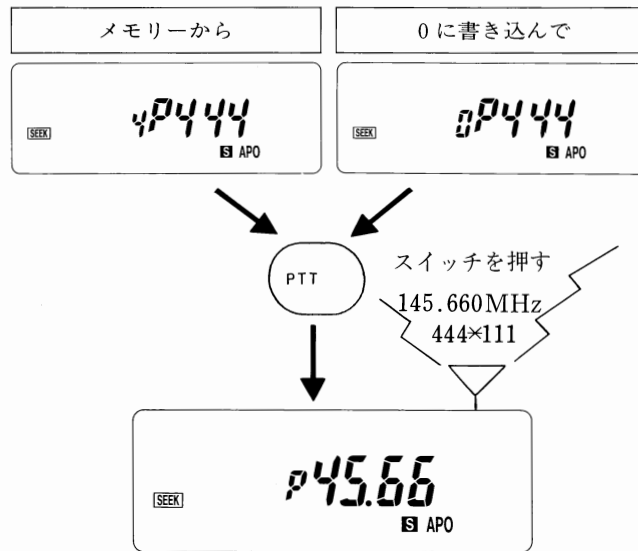 メモリーから
0に書き込んで
4P444
SEEK
S APO
0P444
SEEK
S APO
PTT
スイッチを押す
145.660MHz
444*111
P45.66
SEEK
S APO